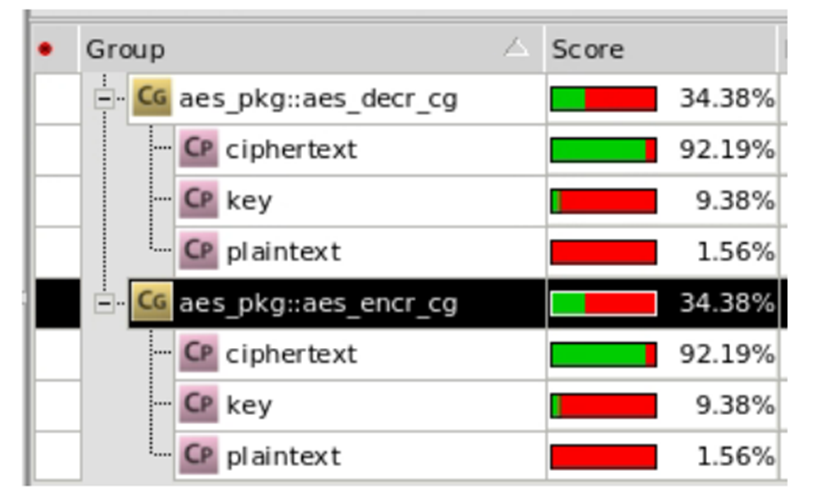 Group Score
CG aes_pkg::aes_decr_cg 34.38%
CP ciphertext 92.19%
CP key 9.38%
CP plaintext 1.56%
CG aes_pkg::aes_encr_cg 34.38%
CP ciphertext 92.19%
CP key 9.38%
CP plaintext 1.56%